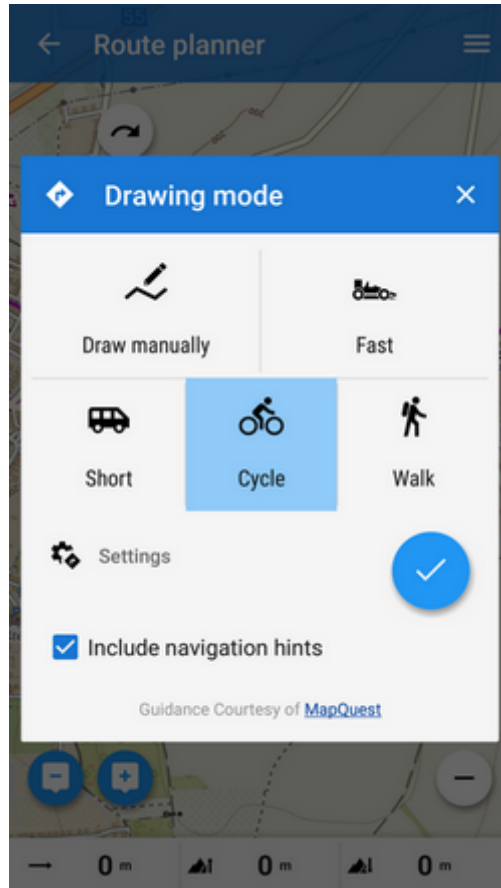 55
Route planner
Drawing mode
Draw manually
Fast
Short
Cycle
Walk
Settings
Include navigation hints
Guidance Courtesy of MapQuest
0 m
0 m
0 m